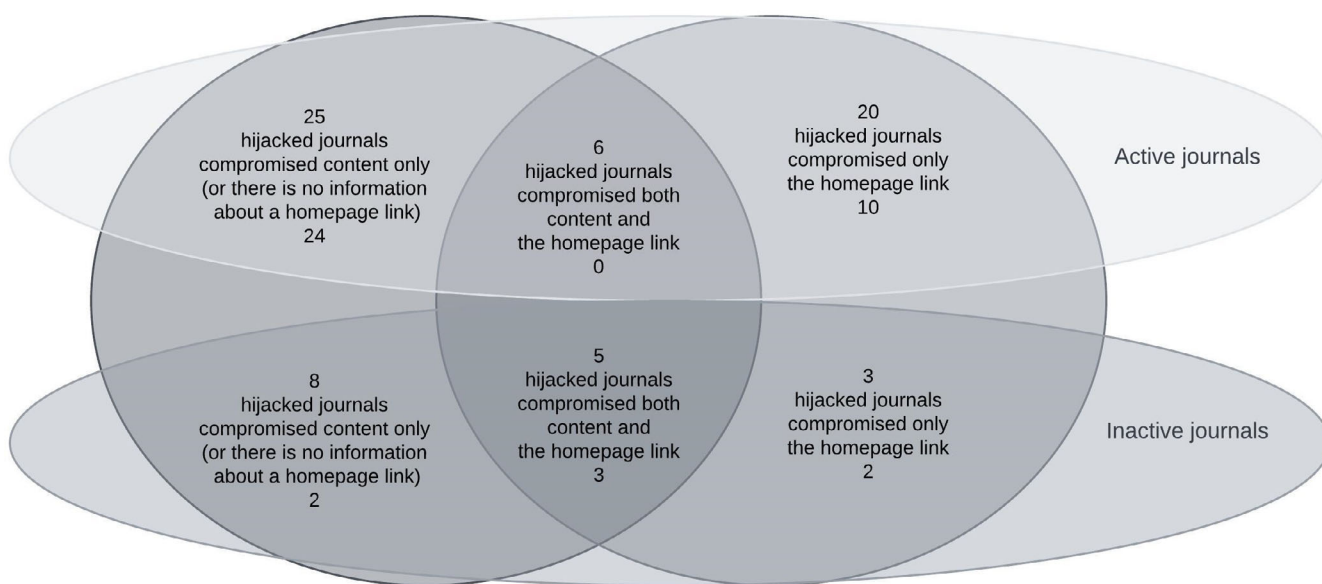 25
hijacked journals
compromised content only
(or there is no information
about a homepage link)
24
6
hijacked journals
compromised both
content and
the homepage link
0
20
hijacked journals
compromised only
the homepage link
10
Active journals
8
hijacked journals
compromised content only
(or there is no information
about a homepage link)
2
5
hijacked journals
compromised both
content and
the homepage link
3
3
hijacked journals
compromised only
the homepage link
2
Inactive journals